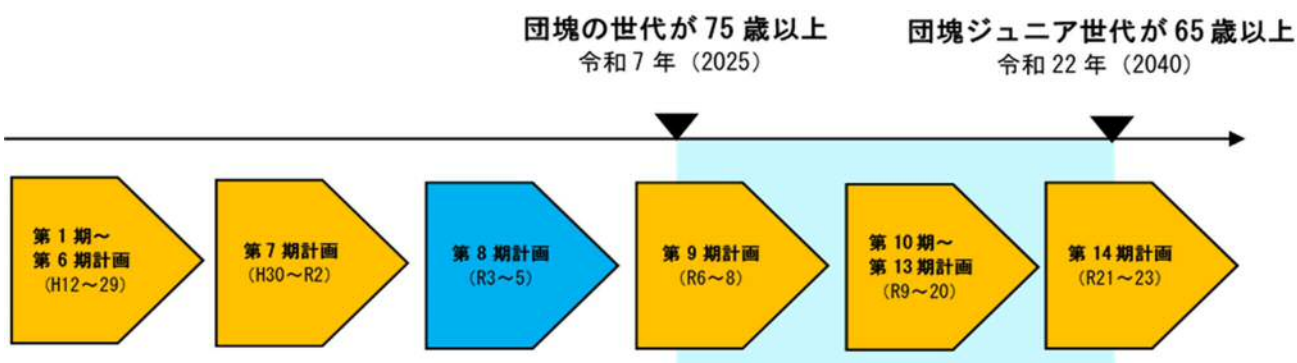 団塊の世代が 75 歳以上
令和 7 年（2025）
団塊ジュニア世代が 65 歳以上
令和 22 年（2040）
第 1 期～
第 6 期計画
（H12～29）
第 7 期計画
（H30～R2）
第 8 期計画
（R3～5）
第 9 期計画
（R6～8）
第 10 期～
第 13 期計画
（R9～20）
第 14期計画
（R21～23）